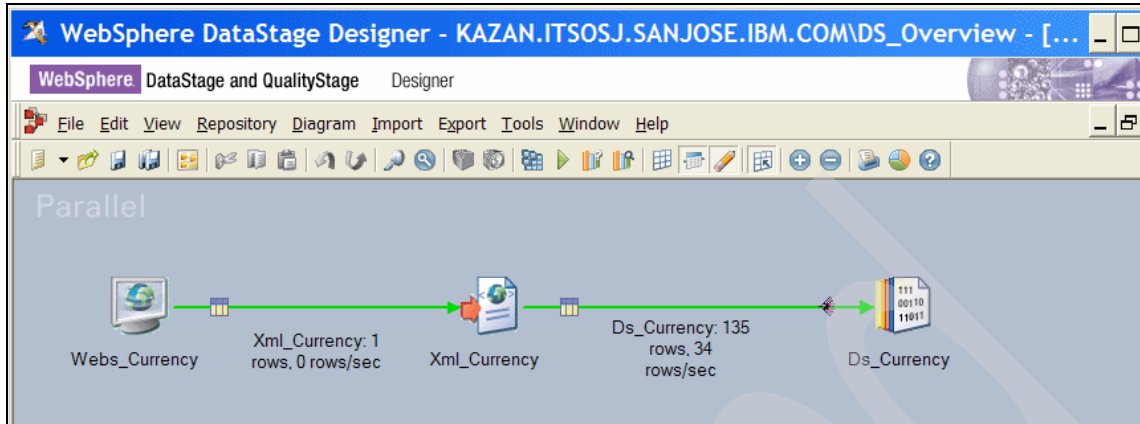 WebSphere DataStage Designer - KAZAN.ITSOSJ.SANJOSE.IBM.COM\DS_Overview - [...
WebSphere. DataStage and QualityStage Designer
File Edit View Repository Diagram Import Export Tools Window Help
Parallel
111
00110
11011
Xml_Currency: 1
rows, 0 rows/sec
Ds_Currency: 135
rows, 34
rows/sec
Webs_Currency
Xml_Currency
Ds_Currency